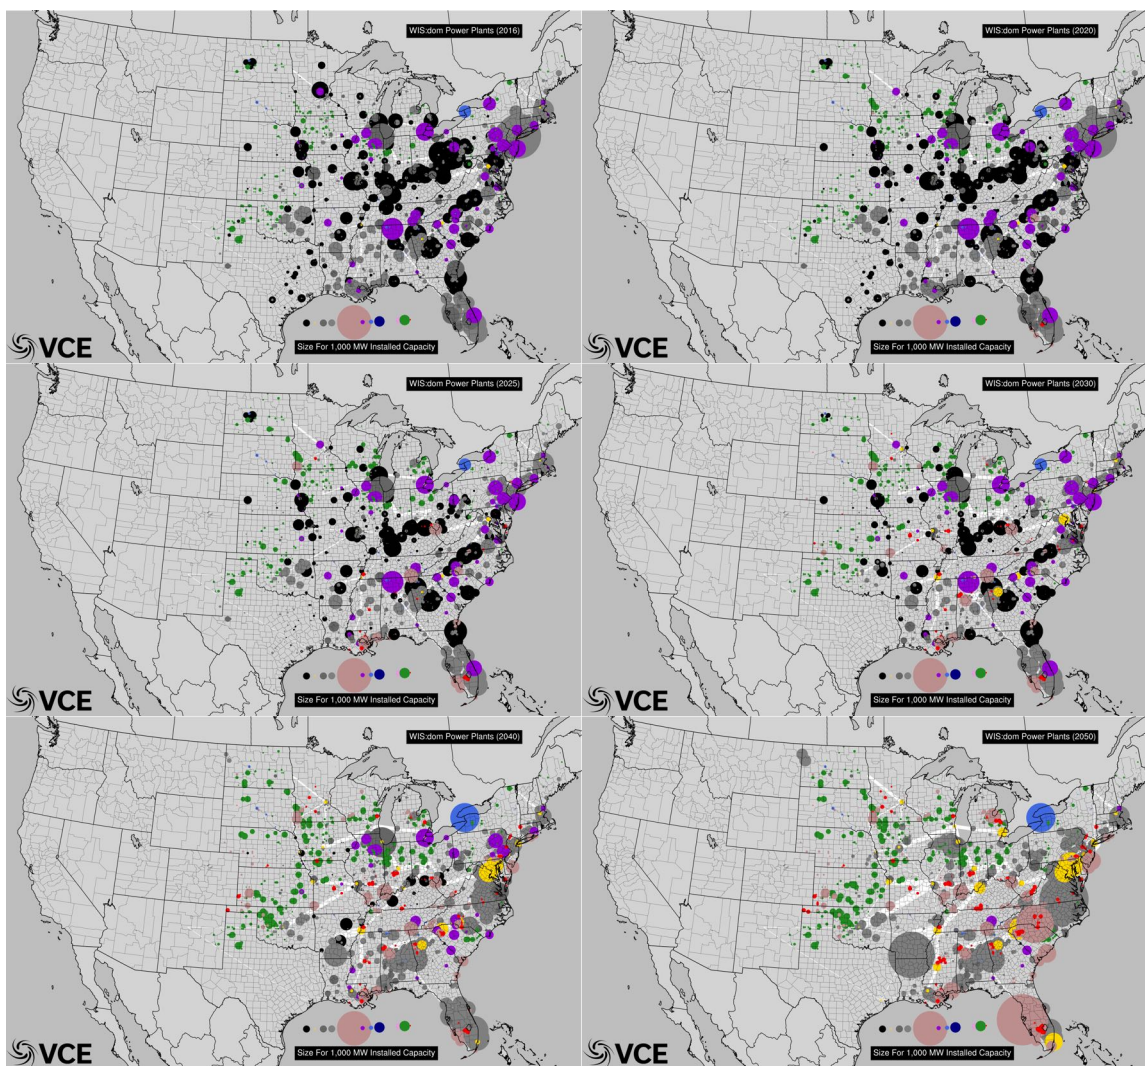 WIS:dom Power Plants (2016)
WIS:dom Power Plants (2020)
Size For 1,000 MW Installed Capacity
Size For 1,000 MW Installed Capacity
VCE
VCE
WIS:dom Power Plants (2025)
WIS:dom Power Plants (2030)
Size For 1,000 MW Installed Capacity
Size For 1,000 MW Installed Capacity
VCE
VCE
WIS:dom Power Plants (2040)
WIS:dom Power Plants (2050)
Size For 1,000 MW Installed Capacity
Size For 1,000 MW Installed Capacity
VCE
VCE